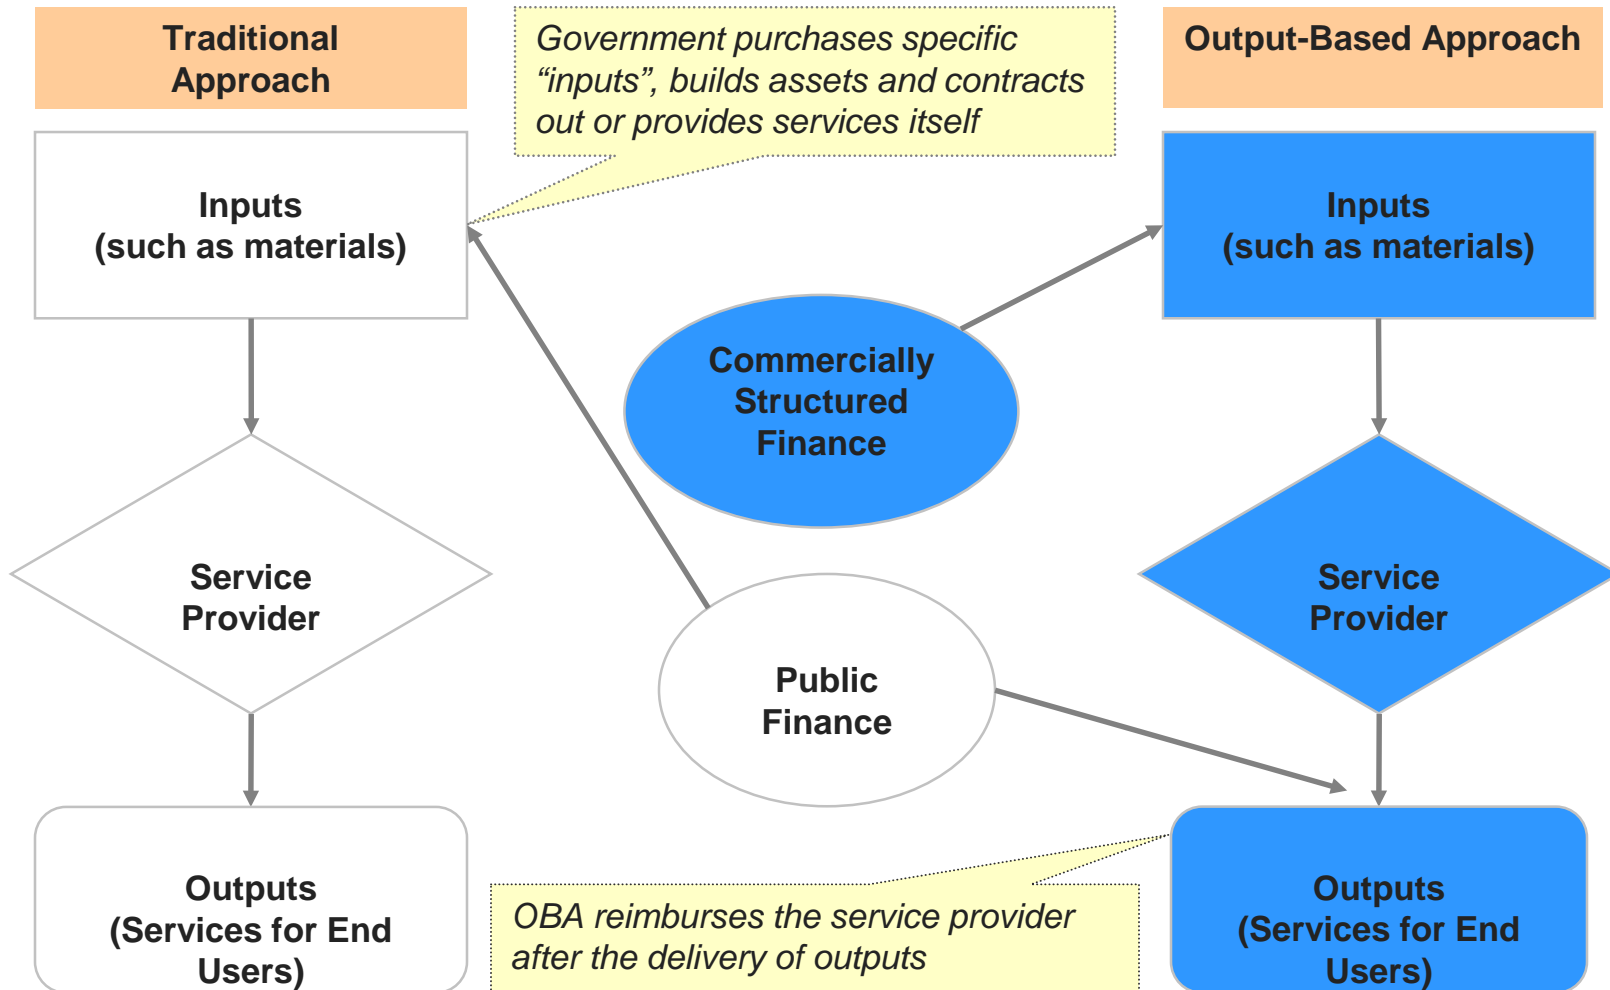 Traditional
Approach
Government purchases specific
“inputs”, builds assets and contracts
out or provides services itself
Output-Based Approach
Inputs
(such as materials)
Inputs
(such as materials)
Commercially
Structured
Finance
Service
Provider
Service
Provider
Public
Finance
Outputs
(Services for End
Users)
OBA reimburses the service provider
after the delivery of outputs
Outputs
(Services for End
Users)